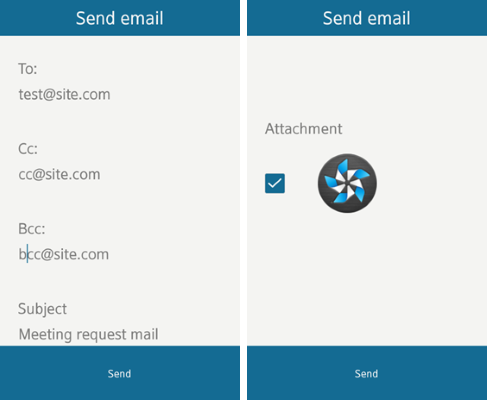 Send email
To:
test@site.com
Cc:
cc@site.com
Bcc:
bcc@site.com
Subject
Meeting request mail
Send
Send email
Attachment
Send